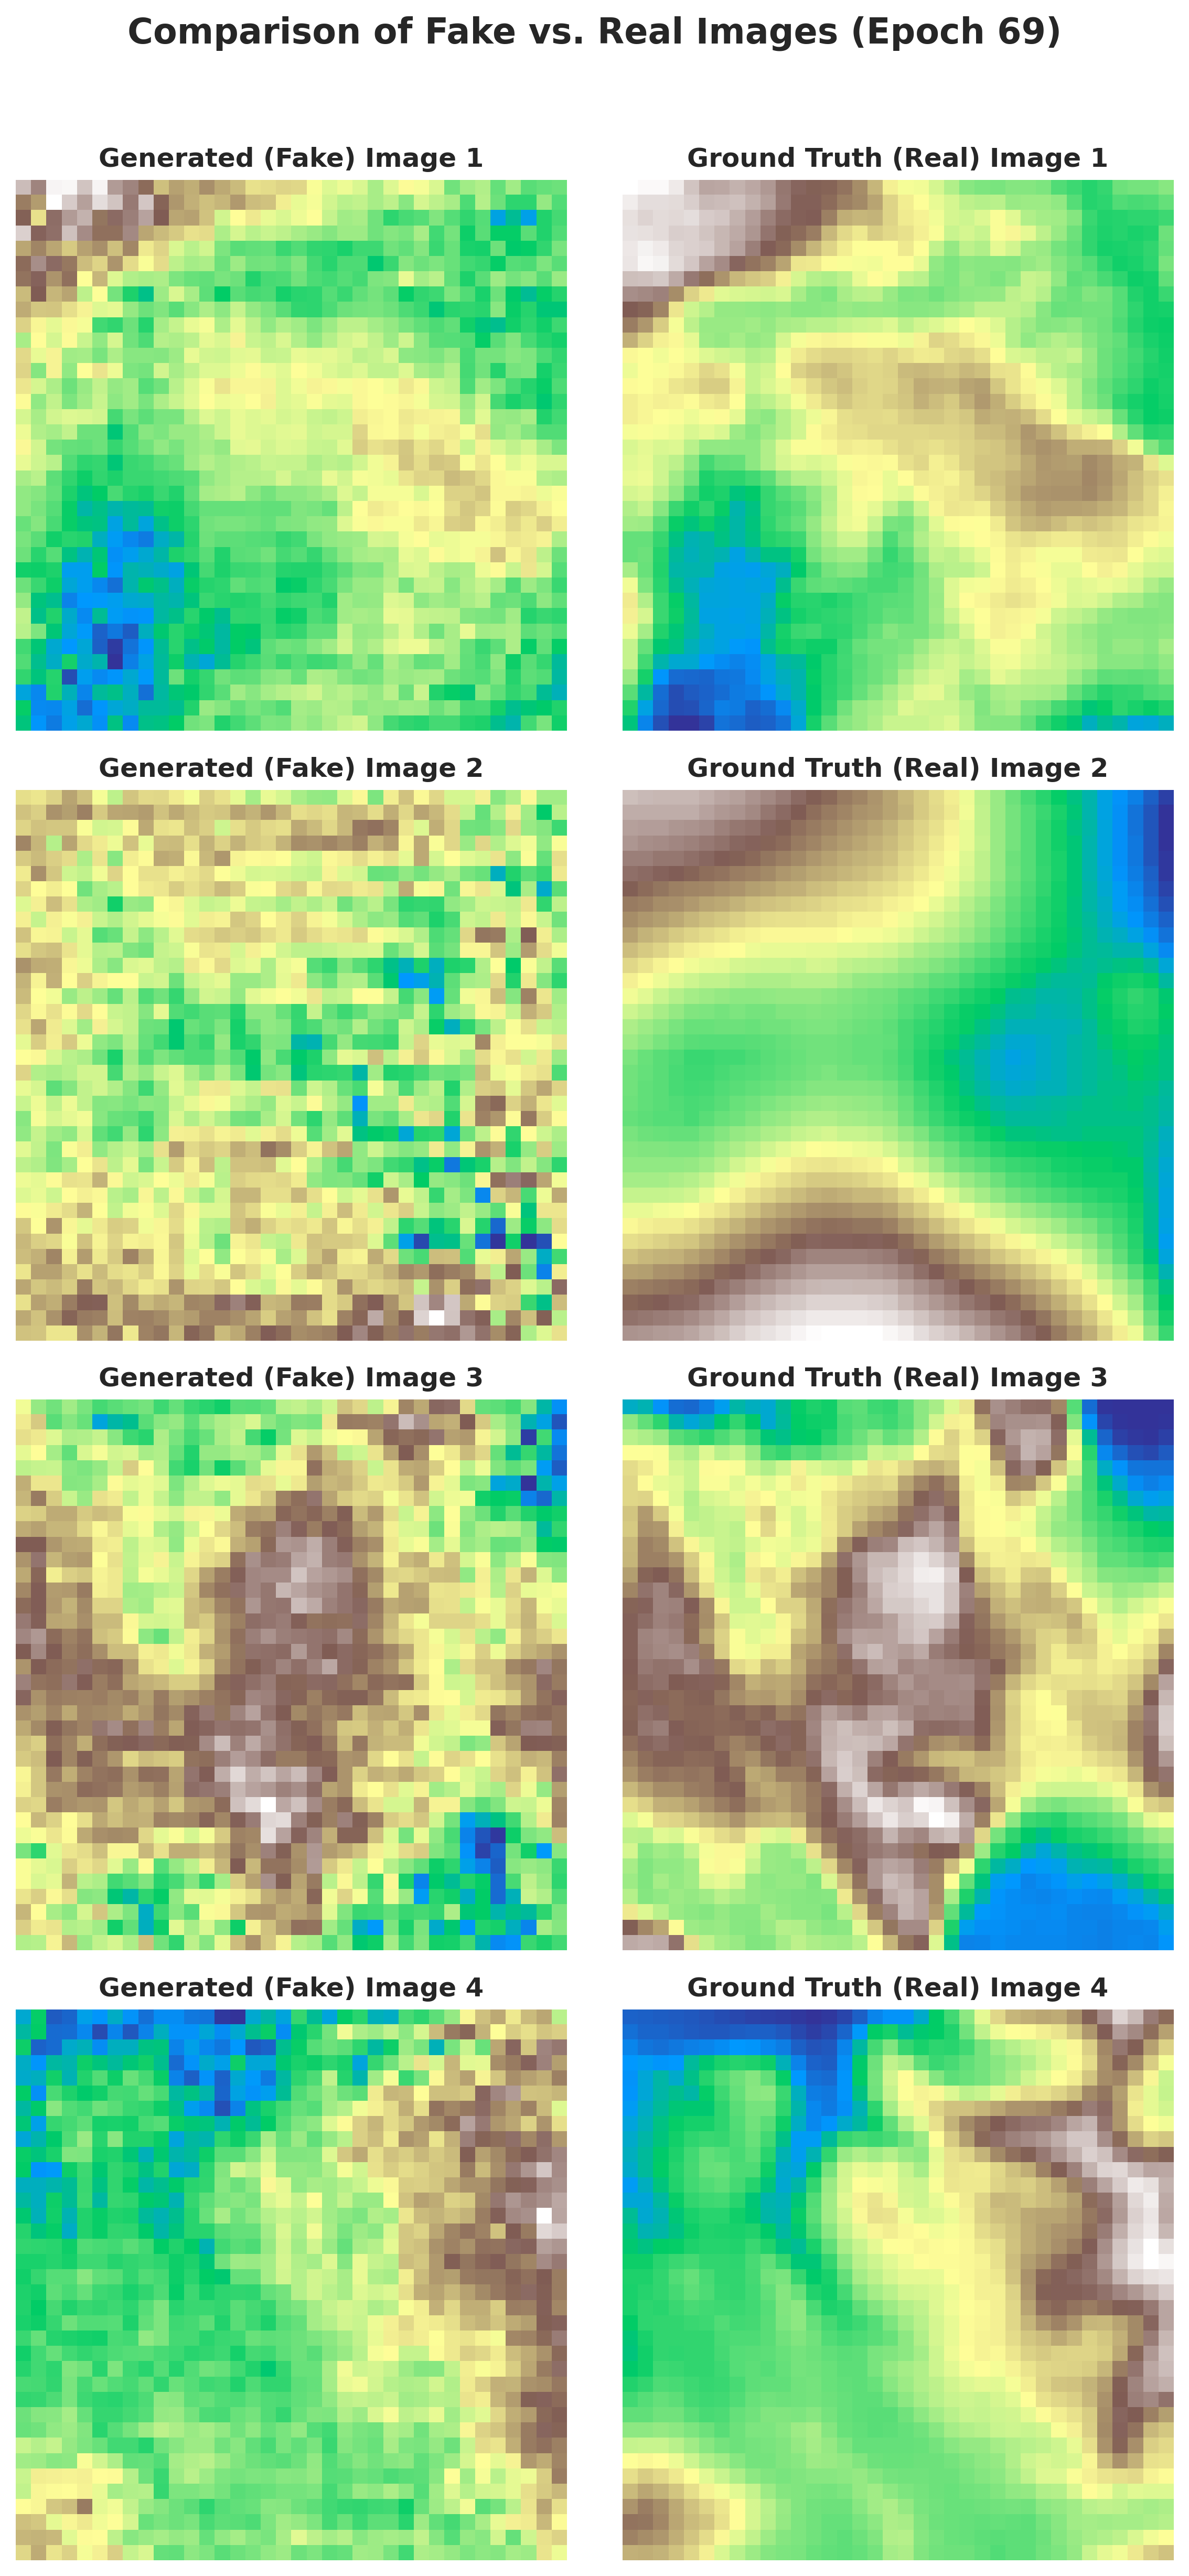 Comparison of Fake vs. Real Images (Epoch 69)
Generated (Fake) Image 1
Ground Truth (Real) Image 1
Generated (Fake) Image 2
Ground Truth (Real) Image 2
Generated (Fake) Image 3
Ground Truth (Real) Image 3
Generated (Fake) Image 4
Ground Truth (Real) Image 4